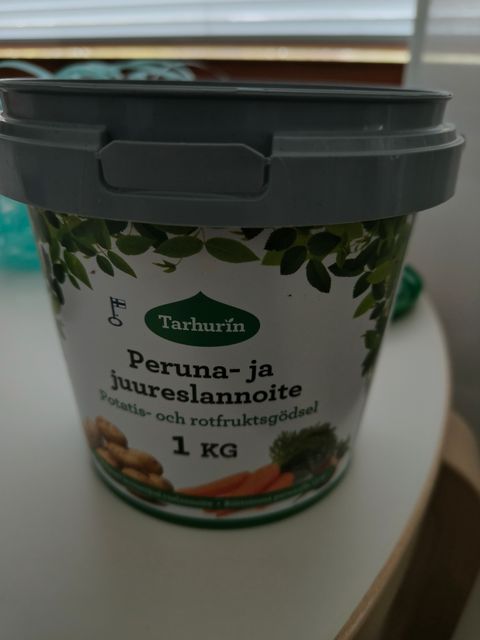 Tarhurin
Peruna- ja
juureslannoite
Potatis- och rotfruktsgödsel
1 KG